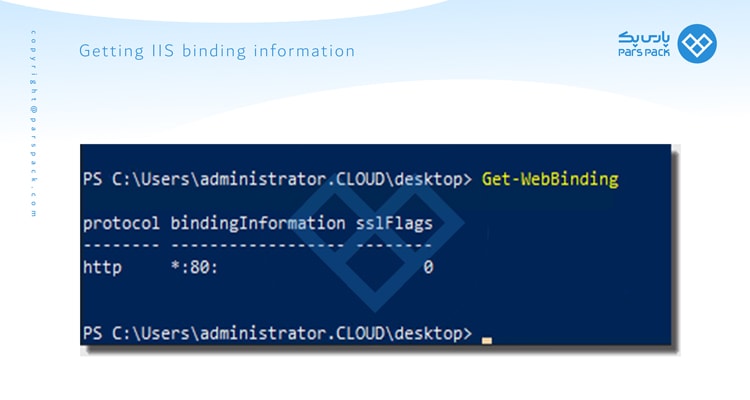 Getting IIS binding information
پارس پک
PARS PACK
copyright@parspack.com
PS C:\Users\administrator.CLOUD\desktop> Get-WebBinding
protocol bindingInformation sslFlags
-------- ------------------ --------
http *:80: 0
PS C:\Users\administrator.CLOUD\desktop>